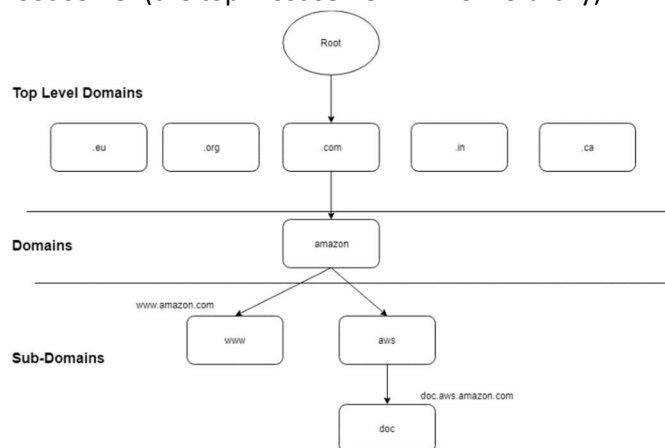 Root
Top Level Domains
.eu
.org
.com
.in
.ca
Domains
amazon
www.amazon.com
www
aws
Sub-Domains
doc.aws.amazon.com
doc